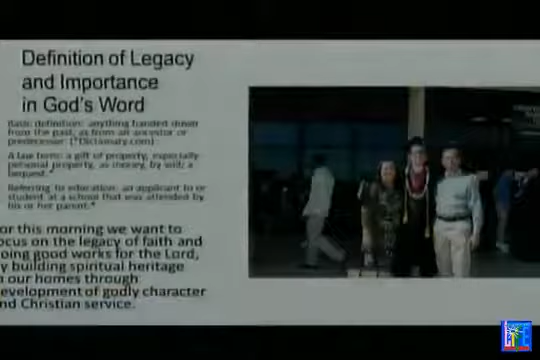 Definition of Legacy
and Importance
in God's Word
Basic definition: anything handed down
from the past, as from an ancestor or
predecessor: (*Dictionary.com)
A law term: a gift of property, especially
personal property, as money, by will; a
bequest.*
Referring to education: an applicant to or
student at a school that was attended by
his or her parent.*
or this morning we want to
ocus on the legacy of faith and
oing good works for the Lord,
y building spiritual heritage
n our homes through
evelopment of godly character
nd Christian service.
LIFE